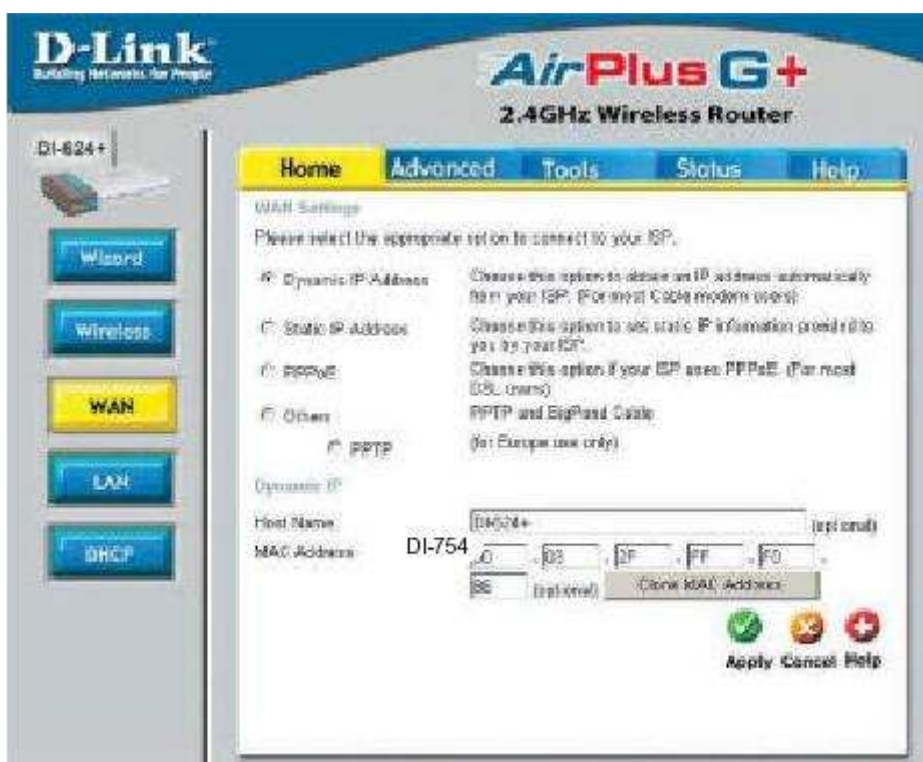 D-Link
Building Networks for People
AirPlus G+
2.4GHz Wireless Router
DI-624+
Home Advanced Tools Status Help
WAN Settings
Please select the appropriate option to connect to your ISP.
Wizard
Dynamic IP Address Choose this option to obtain an IP address automatically
from your ISP. (For most Cable modem users)
Wireless
Static IP Address Choose this option to set static IP information provided to
you by your ISP.
PPPoE Choose this option if your ISP uses PPPoE. (For most
DSL users)
WAN
Others PPTP and BigPond Cable
PPTP (for Europe use only)
LAN
Dynamic IP
Host Name (optional)
DHCP
MAC Address DI-754 03 2F FF F0
86 (optional) Clone MAC Address
Apply Cancel Help